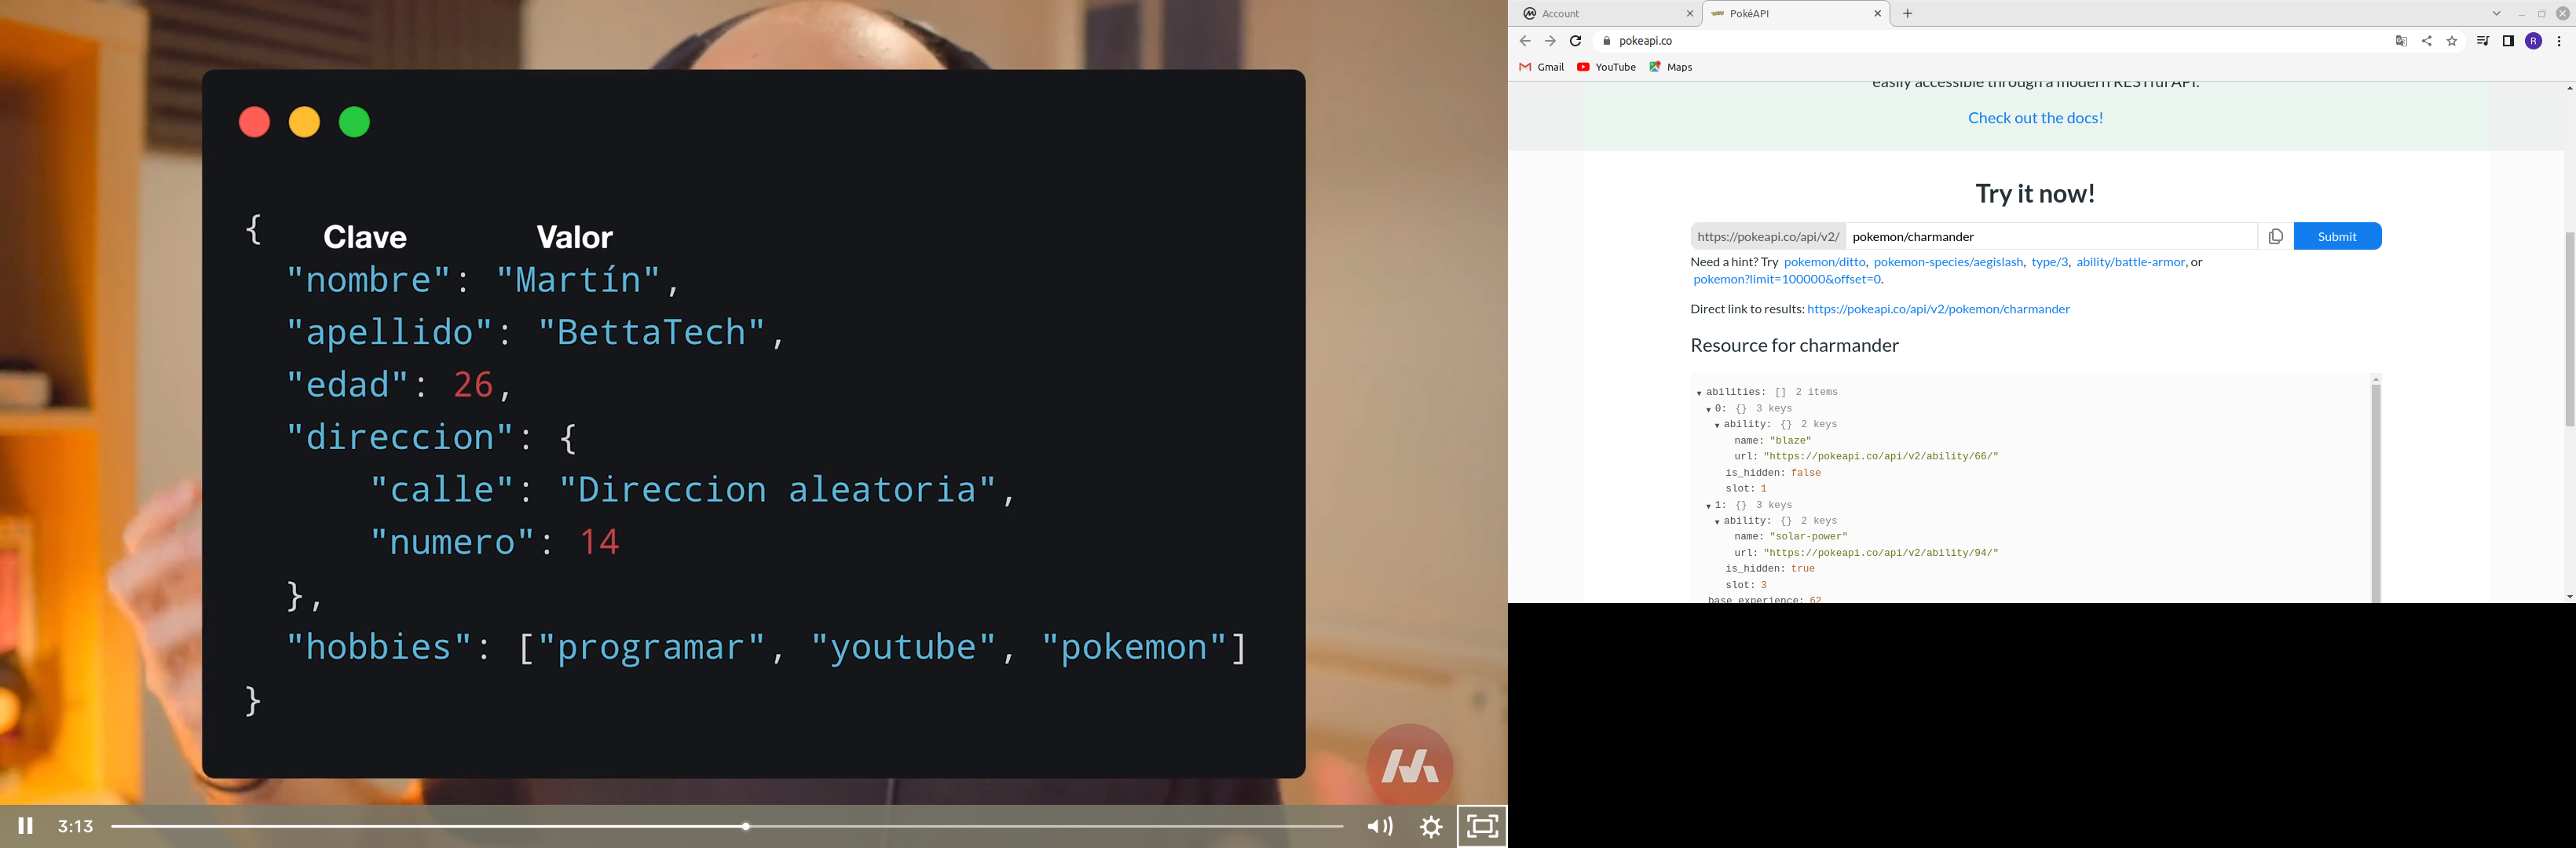 {
Clave Valor
"nombre": "Martín",
"apellido": "BettaTech",
"edad": 26,
"direccion": {
"calle": "Direccion aleatoria",
"numero": 14
},
"hobbies": ["programar", "youtube", "pokemon"]
}
3:13
Account
PokéAPI
pokeapi.co
R
Gmail YouTube Maps
easily accessible through a modern RESTful API.
Check out the docs!
Try it now!
https://pokeapi.co/api/v2/ pokemon/charmander Submit
Need a hint? Try pokemon/ditto, pokemon-species/aegislash, type/3, ability/battle-armor, or
pokemon?limit=100000&offset=0.
Direct link to results: https://pokeapi.co/api/v2/pokemon/charmander
Resource for charmander
abilities: [] 2 items
0: {} 3 keys
ability: {} 2 keys
name: "blaze"
url: "https://pokeapi.co/api/v2/ability/66/"
is_hidden: false
slot: 1
1: {} 3 keys
ability: {} 2 keys
name: "solar-power"
url: "https://pokeapi.co/api/v2/ability/94/"
is_hidden: true
slot: 3
base_experience: 62